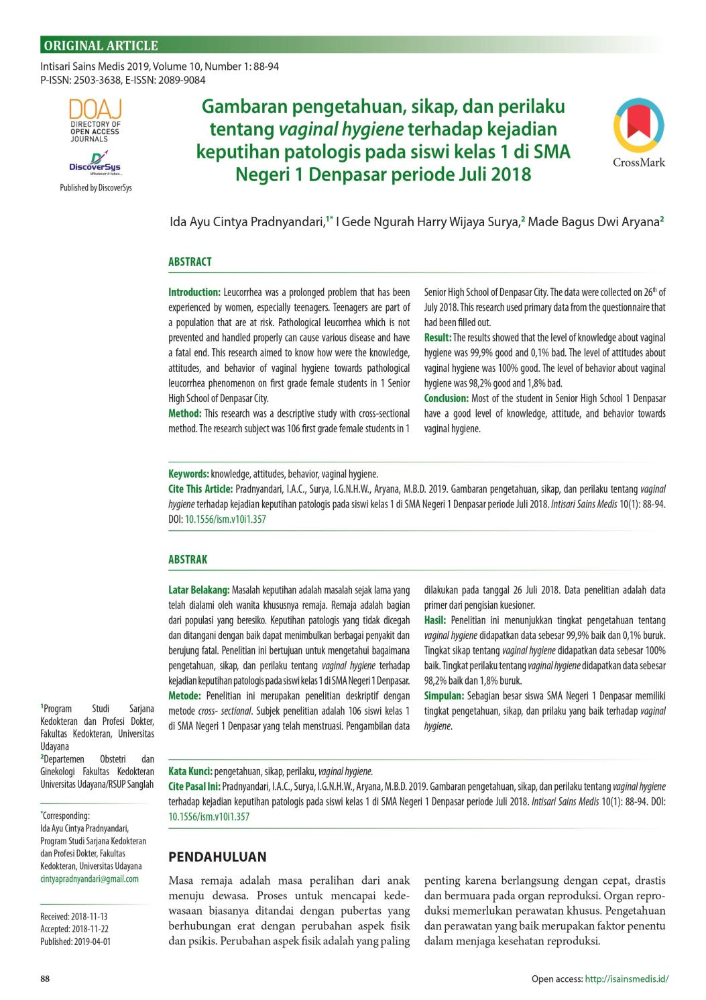 ORIGINAL ARTICLE
Intisari Sains Medis 2019, Volume 10, Number 1: 88-94
P-ISSN: 2503-3638, E-ISSN: 2089-9084
DOAJ
DIRECTORY OF
OPEN ACCESS
JOURNALS
DiscoverSys
Whatever it takes...
Published by DiscoverSys
Gambaran pengetahuan, sikap, dan perilaku
tentang vaginal hygiene terhadap kejadian
keputihan patologis pada siswi kelas 1 di SMA
Negeri 1 Denpasar periode Juli 2018
CrossMark
Ida Ayu Cintya Pradnyandari,1* I Gede Ngurah Harry Wijaya Surya,2 Made Bagus Dwi Aryana2
ABSTRACT
Introduction: Leucorrhea was a prolonged problem that has been
experienced by women, especially teenagers. Teenagers are part of
a population that are at risk. Pathological leucorrhea which is not
prevented and handled properly can cause various disease and have
a fatal end. This research aimed to know how were the knowledge,
attitudes, and behavior of vaginal hygiene towards pathological
leucorrhea phenomenon on first grade female students in 1 Senior
High School of Denpasar City.
Method: This research was a descriptive study with cross-sectional
method. The research subject was 106 first grade female students in 1
Senior High School of Denpasar City. The data were collected on 26th of
July 2018. This research used primary data from the questionnaire that
had been filled out.
Result: The results showed that the level of knowledge about vaginal
hygiene was 99,9% good and 0,1% bad. The level of attitudes about
vaginal hygiene was 100% good. The level of behavior about vaginal
hygiene was 98,2% good and 1,8% bad.
Conclusion: Most of the student in Senior High School 1 Denpasar
have a good level of knowledge, attitude, and behavior towards
vaginal hygiene.
Keywords: knowledge, attitudes, behavior, vaginal hygiene.
Cite This Article: Pradnyandari, I.A.C., Surya, I.G.N.H.W., Aryana, M.B.D. 2019. Gambaran pengetahuan, sikap, dan perilaku tentang vaginal
hygiene terhadap kejadian keputihan patologis pada siswi kelas 1 di SMA Negeri 1 Denpasar periode Juli 2018. Intisari Sains Medis 10(1): 88-94.
DOI: 10.1556/ism.v10i1.357
ABSTRAK
Latar Belakang: Masalah keputihan adalah masalah sejak lama yang
telah dialami oleh wanita khususnya remaja. Remaja adalah bagian
dari populasi yang beresiko. Keputihan patologis yang tidak dicegah
dan ditangani dengan baik dapat menimbulkan berbagai penyakit dan
berujung fatal. Penelitian ini bertujuan untuk mengetahui bagaimana
pengetahuan, sikap, dan perilaku tentang vaginal hygiene terhadap
kejadian keputihan patologis pada siswi kelas 1 di SMA Negeri 1 Denpasar.
Metode: Penelitian ini merupakan penelitian deskriptif dengan
metode cross- sectional. Subjek penelitian adalah 106 siswi kelas 1
di SMA Negeri 1 Denpasar yang telah menstruasi. Pengambilan data
dilakukan pada tanggal 26 Juli 2018. Data penelitian adalah data
primer dari pengisian kuesioner.
Hasil: Penelitian ini menunjukkan tingkat pengetahuan tentang
vaginal hygiene didapatkan data sebesar 99,9% baik dan 0,1% buruk.
Tingkat sikap tentang vaginal hygiene didapatkan data sebesar 100%
baik. Tingkat perilaku tentang vaginal hygiene didapatkan data sebesar
98,2% baik dan 1,8% buruk.
Simpulan: Sebagian besar siswa SMA Negeri 1 Denpasar memiliki
tingkat pengetahuan, sikap, dan prilaku yang baik terhadap vaginal
hygiene.
Kata Kunci: pengetahuan, sikap, perilaku, vaginal hygiene.
Cite Pasal Ini: Pradnyandari, I.A.C., Surya, I.G.N.H.W., Aryana, M.B.D. 2019. Gambaran pengetahuan, sikap, dan perilaku tentang vaginal hygiene
terhadap kejadian keputihan patologis pada siswi kelas 1 di SMA Negeri 1 Denpasar periode Juli 2018. Intisari Sains Medis 10(1): 88-94. DOI:
10.1556/ism.v10i1.357
1Program Studi Sarjana
Kedokteran dan Profesi Dokter,
Fakultas Kedokteran, Universitas
Udayana
2Departemen Obstetri dan
Ginekologi Fakultas Kedokteran
Universitas Udayana/RSUP Sanglah
*Corresponding:
Ida Ayu Cintya Pradnyandari,
Program Studi Sarjana Kedokteran
dan Profesi Dokter, Fakultas
Kedokteran, Universitas Udayana
cintyapradnyandari@gmail.com
Received: 2018-11-13
Accepted: 2018-11-22
Published: 2019-04-01
PENDAHULUAN
Masa remaja adalah masa peralihan dari anak
menuju dewasa. Proses untuk mencapai kede-
wasaan biasanya ditandai dengan pubertas yang
berhubungan erat dengan perubahan aspek fisik
dan psikis. Perubahan aspek fisik adalah yang paling
penting karena berlangsung dengan cepat, drastis
dan bermuara pada organ reproduksi. Organ repro-
duksi memerlukan perawatan khusus. Pengetahuan
dan perawatan yang baik merupakan faktor penentu
dalam menjaga kesehatan reproduksi.
88
Open access: http://isainsmedis.id/